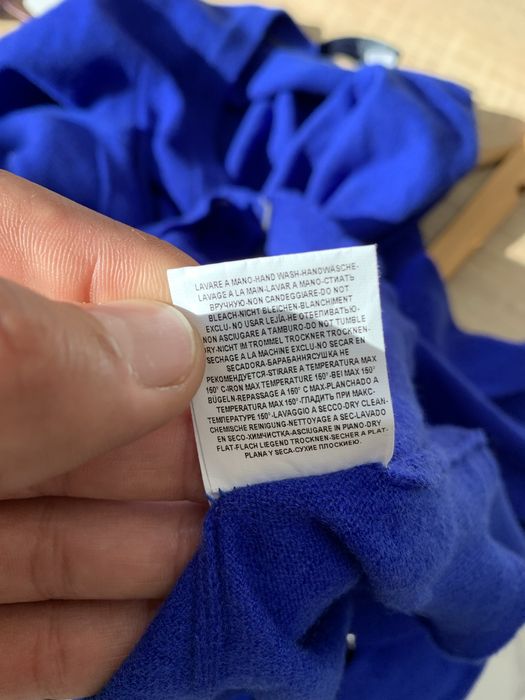 LAVARE A MANO-HAND WASH-HANDWÄSCHE-
LAVAGE A LA MAIN-LAVAR A MANO-СТИАТЬ
ВРУЧНУЮ-NON CANDEGGIARE-DO NOT
BLEACH-NICHT BLEICHEN-BLANCHIMENT
EXCLU-NO USAR LEJÍA-НЕ ОТБЕЛИВАТЬ-
NON ASCIUGARE A TAMBURO-DO NOT TUMBLE
DRY-NICHT IM TROMMEL TROCKNER TROCKNEN-
SECHAGE A LA MACHINE EXCLU-NO SECAR EN
SECADORA-БАРАБАННЯСУШКА НЕ
РЕКОМЕНДУЕТСЯ-STIRARE A TEMPERATURA MAX
150° C-IRON MAX TEMPERATURE 150°-BEI MAX 150°
BÜGELN-REPASSAGE A 150° C MAX-PLANCHADO A
TEMPERATURA MAX 150°-ГЛАДИТЬ ПРИ МАКС-
ТЕМПЕРАТУРЕ 150°-LAVAGGIO A SECCO-DRY CLEAN-
CHEMISCHE REINIGUNG-NETTOYAGE A SEC-LAVADO
EN SECO-ХИМЧИСТКА-ASCIUGARE IN PIANO-DRY
FLAT-FLACH LIEGEND TROCKNEN-SECHER A PLAT-
PLANA Y SECA-СУХИЕ ПЛОСКИЕЮ.